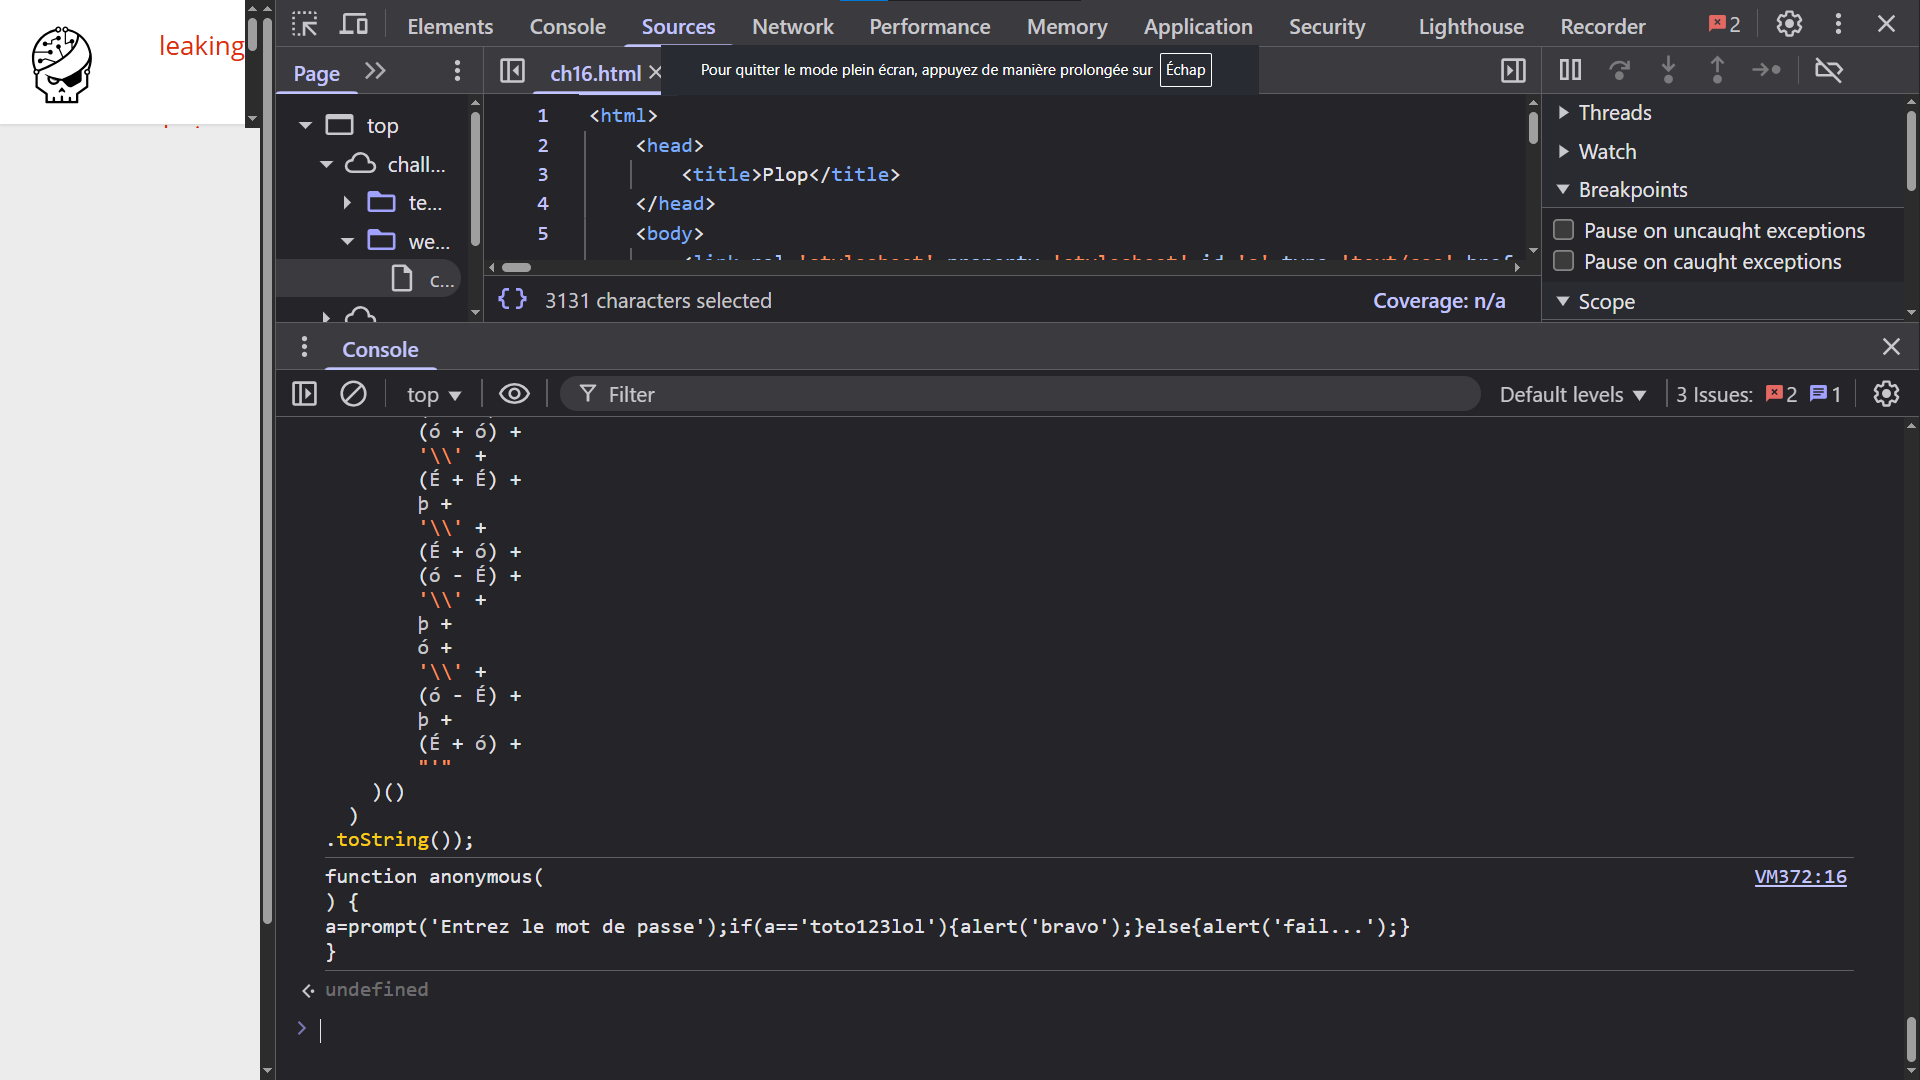 leaking
Elements Console Sources Network Performance Memory Application Security Lighthouse Recorder 2
Page
ch16.html
Pour quitter le mode plein écran, appuyez de manière prolongée sur Échap
top
chall...
te...
we...
c...
1 <html>
2 <head>
3 <title>Plop</title>
4 </head>
5 <body>
{} 3131 characters selected Coverage: n/a
Threads
Watch
Breakpoints
Pause on uncaught exceptions
Pause on caught exceptions
Scope
Console
top Filter Default levels 3 Issues: 2 1
(ó + ó) +
'\\' +
(É + É) +
þ +
'\\' +
(É + ó) +
(ó - É) +
'\\' +
þ +
ó +
'\\' +
(ó - É) +
þ +
(É + ó) +
"'"
)()
)
.toString());
function anonymous( VM372:16
) {
a=prompt('Entrez le mot de passe');if(a=='toto123lol'){alert('bravo');}else{alert('fail...');}
}
undefined
>